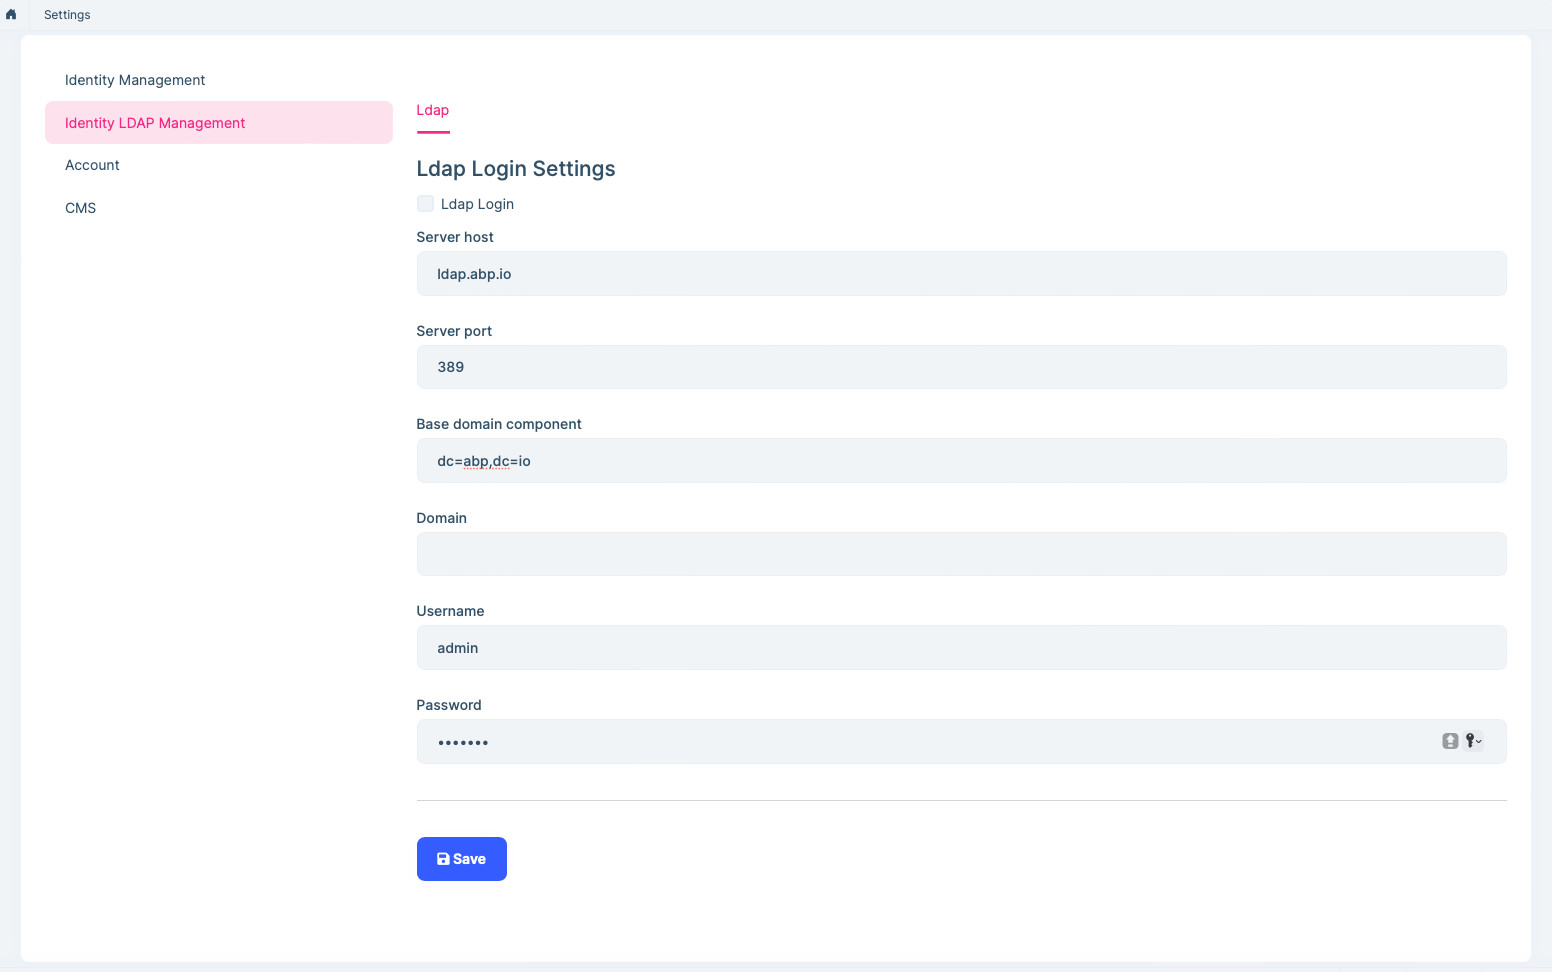 Settings
Identity Management
Identity LDAP Management
Account
CMS
Ldap
Ldap Login Settings
Ldap Login
Server host
ldap.abp.io
Server port
389
Base domain component
dc=abp,dc=io
Domain
Username
admin
Password
•••••••
Save